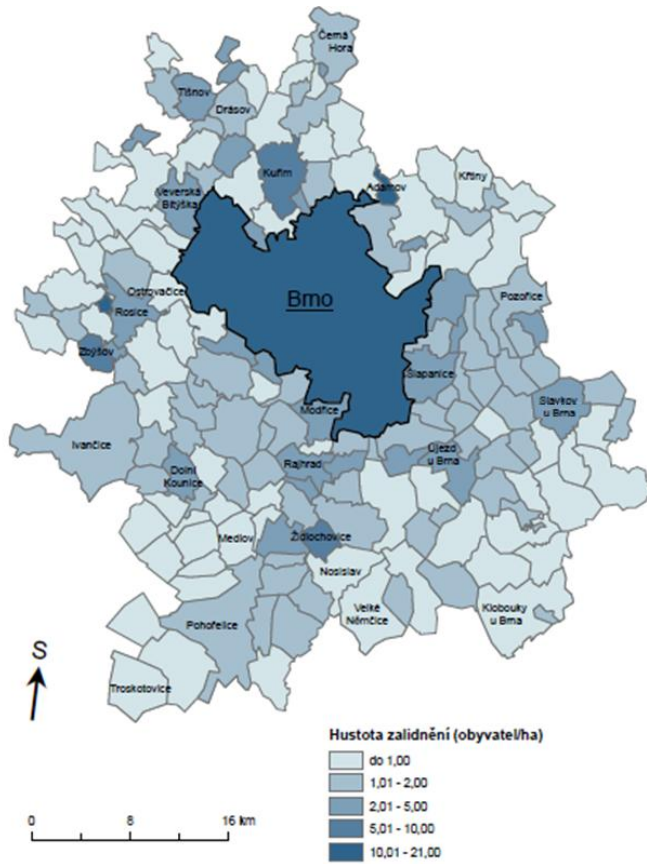 Černá
Hora
Tišnov
Drásov
Kuřim
Adamov
Křtiny
Veverská
Bítýška
Ostrovačice
Brno
Pozořice
Rosice
Zbýšov
Šlapanice
Slavkov
u Brna
Modřice
Ivančice
Rajhrad
Újezd
u Brna
Dolní
Kounice
Medlov
Židlochovice
Nosislav
Velké
Němčice
Klobouky
u Brna
Pohořelice
Troskotovice
S
Hustota zalidnění (obyvatel/ha)
do 1,00
1,01 - 2,00
2,01 - 5,00
5,01 - 10,00
10,01 - 21,00
0 8 16 km